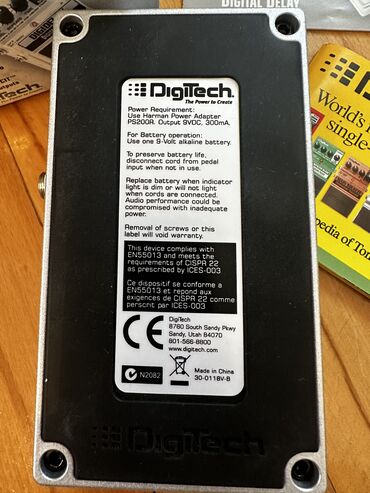 DIGITAL DELAY
DigiTech
The Power to Create
Power Requirement:
Use Harman Power Adapter
PS200R. Output 9VDC, 300mA.
For Battery operation:
Use one 9-Volt alkaline battery.
To preserve battery life,
disconnect cord from pedal
input when not in use.
Replace battery when indicator
light is dim or will not light
when cords are connected.
Audio performance could be
compromised with inadequate
power.
Removal of screws or this
label will void warranty.
This device complies with
EN55013 and meets the
requirements of CISPR 22
as prescribed by ICES-003
Ce dispositif se conforme a
EN55013 et repond aux
exigences de CISPR 22 comme
perscrit par ICES-003
DigiTech
8760 South Sandy Pkwy
Sandy, Utah 84070
801-566-8800
www.digitech.com
CE
N2082
Made in China
30-0118V-B
DigiTech
World's
single-
pedia of Ton